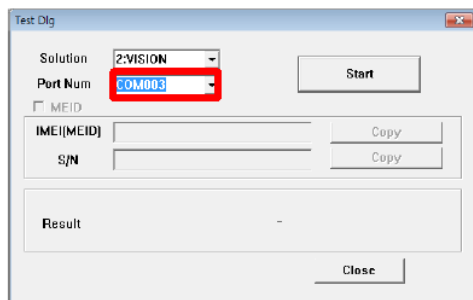 Test Dlg
Solution 2:VISION Start
Port Num COM003
MEID
IMEI(MEID) Copy
S/N Copy
Result -
Close